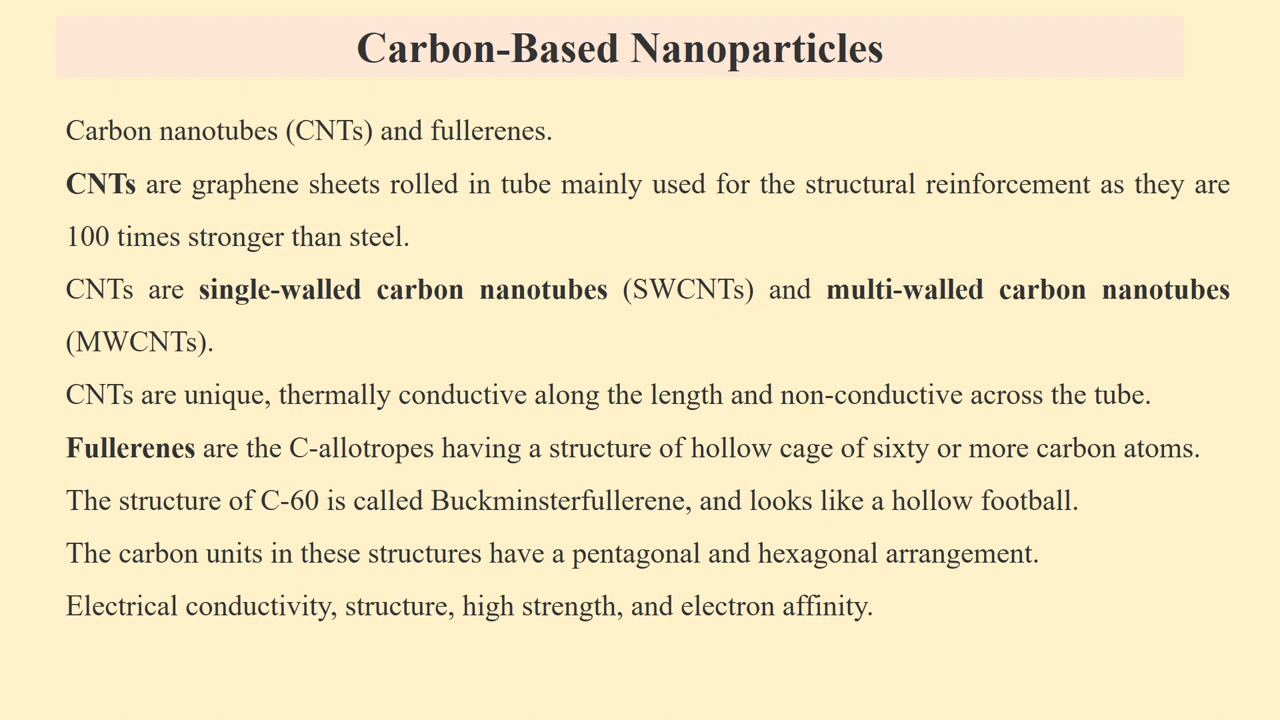 Carbon-Based Nanoparticles
Carbon nanotubes (CNTs) and fullerenes.
CNTs are graphene sheets rolled in tube mainly used for the structural reinforcement as they are
100 times stronger than steel.
CNTs are single-walled carbon nanotubes (SWCNTs) and multi-walled carbon nanotubes
(MWCNTs).
CNTs are unique, thermally conductive along the length and non-conductive across the tube.
Fullerenes are the C-allotropes having a structure of hollow cage of sixty or more carbon atoms.
The structure of C-60 is called Buckminsterfullerene, and looks like a hollow football.
The carbon units in these structures have a pentagonal and hexagonal arrangement.
Electrical conductivity, structure, high strength, and electron affinity.